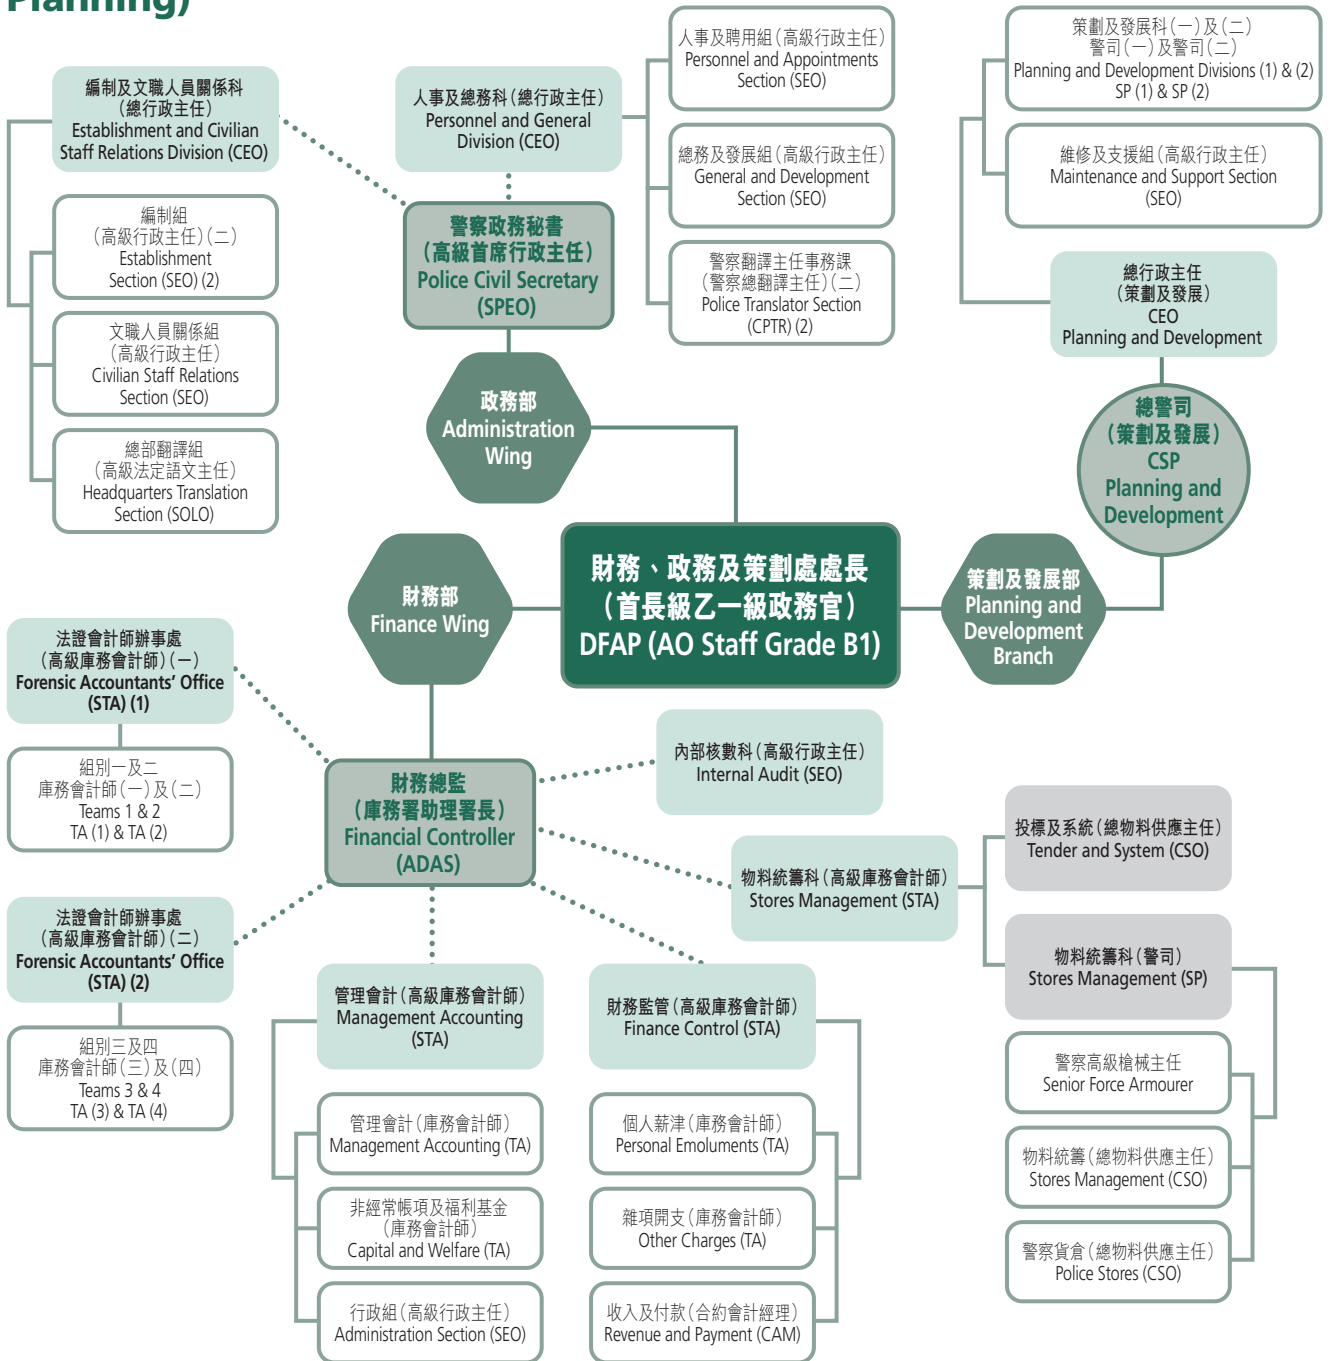 Planning)
編制及文職人員關係科
（總行政主任）
Establishment and Civilian
Staff Relations Division (CEO)
編制組
（高級行政主任）（二）
Establishment
Section (SEO) (2)
文職人員關係組
（高級行政主任）
Civilian Staff Relations
Section (SEO)
總部翻譯組
（高級法定語文主任）
Headquarters Translation
Section (SOLO)
人事及總務科（總行政主任）
Personnel and General
Division (CEO)
人事及聘用組（高級行政主任）
Personnel and Appointments
Section (SEO)
總務及發展組（高級行政主任）
General and Development
Section (SEO)
警察翻譯主任事務課
（警察總翻譯主任）（二）
Police Translator Section
(CPTR) (2)
警察政務秘書
（高級首席行政主任）
Police Civil Secretary
(SPEO)
政務部
Administration
Wing
策劃及發展科（一）及（二）
警司（一）及警司（二）
Planning and Development Divisions (1) & (2)
SP (1) & SP (2)
維修及支援組（高級行政主任）
Maintenance and Support Section
(SEO)
總行政主任
（策劃及發展）
CEO
Planning and Development
總警司
（策劃及發展）
CSP
Planning and
Development
策劃及發展部
Planning and
Development
Branch
財務、政務及策劃處處長
（首長級乙一級政務官）
DFAP (AO Staff Grade B1)
財務部
Finance Wing
法證會計師辦事處
（高級庫務會計師）（一）
Forensic Accountants’ Office
(STA) (1)
組別一及二
庫務會計師（一）及（二）
Teams 1 & 2
TA (1) & TA (2)
法證會計師辦事處
（高級庫務會計師）（二）
Forensic Accountants’ Office
(STA) (2)
組別三及四
庫務會計師（三）及（四）
Teams 3 & 4
TA (3) & TA (4)
財務總監
（庫務署助理署長）
Financial Controller
(ADAS)
內部核數科（高級行政主任）
Internal Audit (SEO)
物料統籌科（高級庫務會計師）
Stores Management (STA)
投標及系統（總物料供應主任）
Tender and System (CSO)
物料統籌科（警司）
Stores Management (SP)
警察高級槍械主任
Senior Force Armourer
物料統籌（總物料供應主任）
Stores Management (CSO)
警察貨倉（總物料供應主任）
Police Stores (CSO)
管理會計（高級庫務會計師）
Management Accounting
(STA)
管理會計（庫務會計師）
Management Accounting (TA)
非經常帳項及福利基金
（庫務會計師）
Capital and Welfare (TA)
行政組（高級行政主任）
Administration Section (SEO)
財務監管（高級庫務會計師）
Finance Control (STA)
個人薪津（庫務會計師）
Personal Emoluments (TA)
雜項開支（庫務會計師）
Other Charges (TA)
收入及付款（合約會計經理）
Revenue and Payment (CAM)